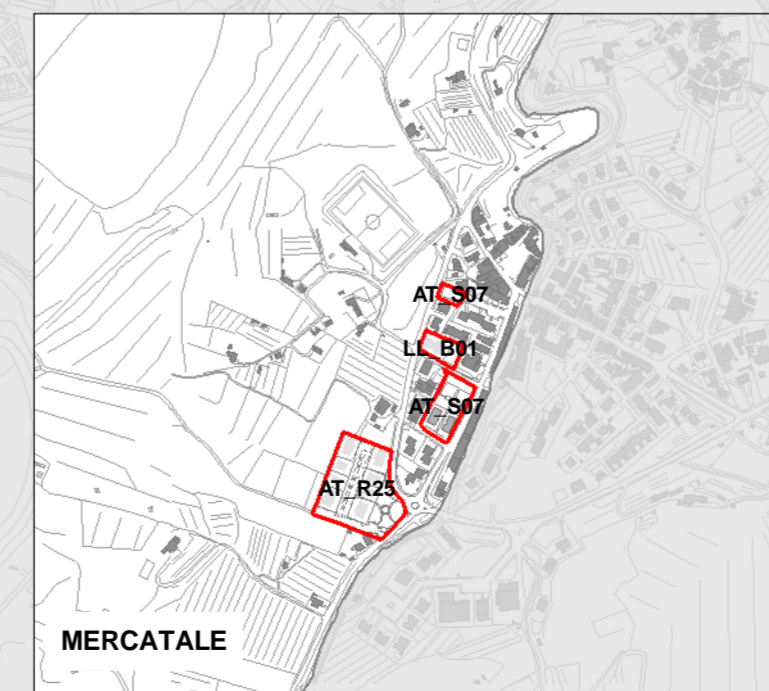 AT_S07
LL_B01
AT_S07
AT_R25
MERCATALE